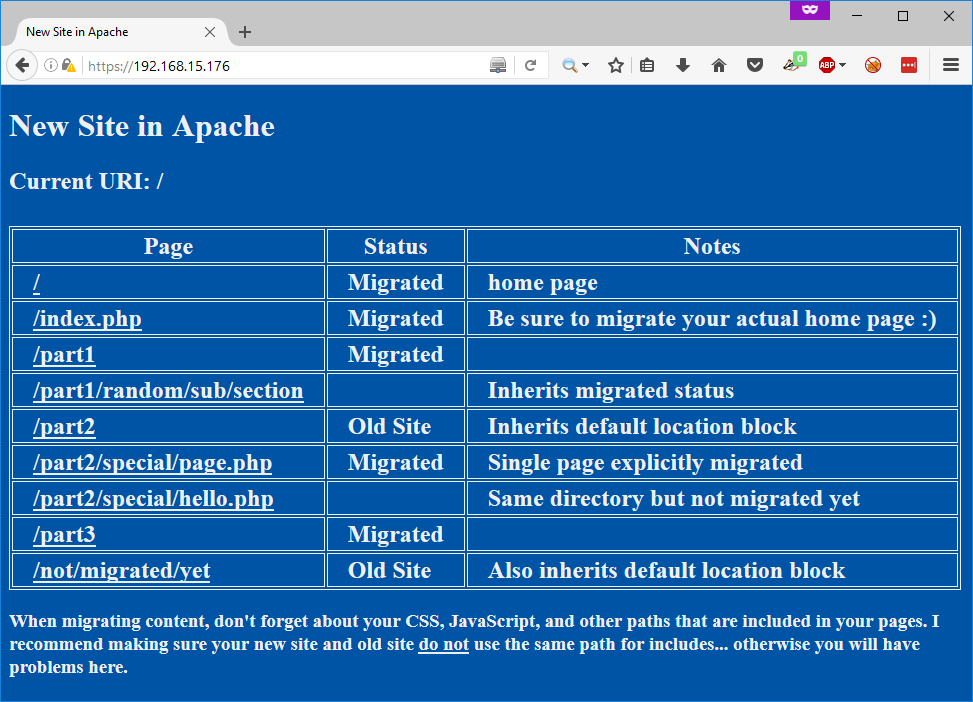 New Site in Apache
https://192.168.15.176
0
ABP
New Site in Apache
Current URI: /
Page Status Notes
/ Migrated home page
/index.php Migrated Be sure to migrate your actual home page :)
/part1 Migrated
/part1/random/sub/section Inherits migrated status
/part2 Old Site Inherits default location block
/part2/special/page.php Migrated Single page explicitly migrated
/part2/special/hello.php Same directory but not migrated yet
/part3 Migrated
/not/migrated/yet Old Site Also inherits default location block
When migrating content, don't forget about your CSS, JavaScript, and other paths that are included in your pages. I
recommend making sure your new site and old site do not use the same path for includes... otherwise you will have
problems here.